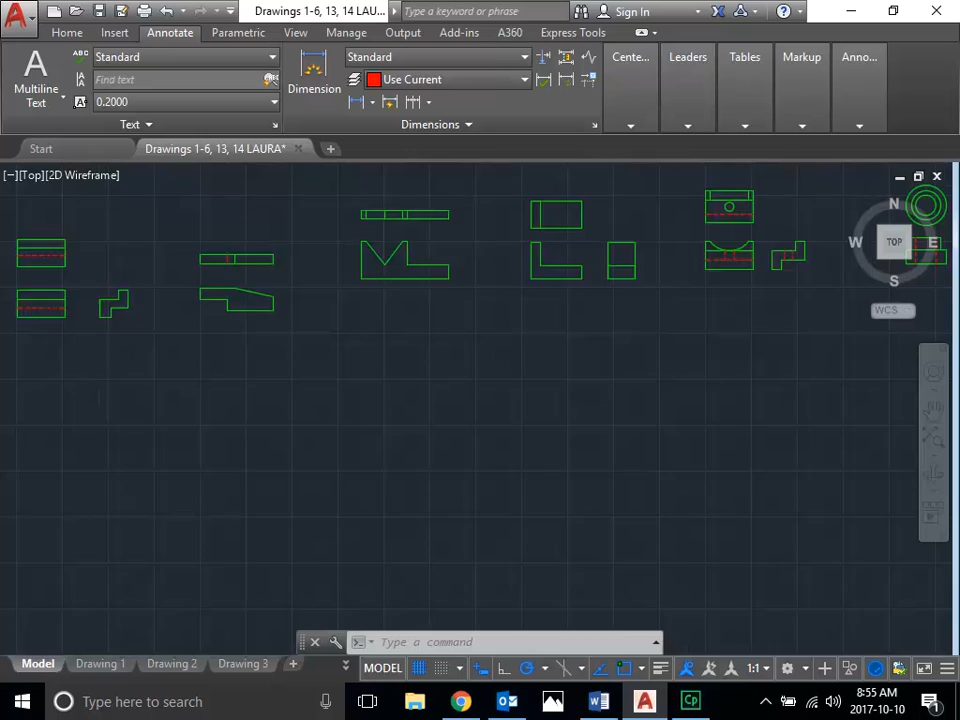 Drawings 1-6, 13, 14 LAU...
Type a keyword or phrase
Sign In
Home Insert Annotate Parametric View Manage Output Add-ins A360 Express Tools
Multiline
Text
ABC
Standard
Find text
0.2000
Text
Dimension
Standard
Use Current
Dimensions
Cente...
Leaders
Tables
Markup
Anno...
Start
Drawings 1-6, 13, 14 LAURA*
[−][Top][2D Wireframe]
N
W
TOP
E
S
WCS
Type a command
Model
Drawing 1
Drawing 2
Drawing 3
MODEL
1:1
Type here to search
8:55 AM
2017-10-10